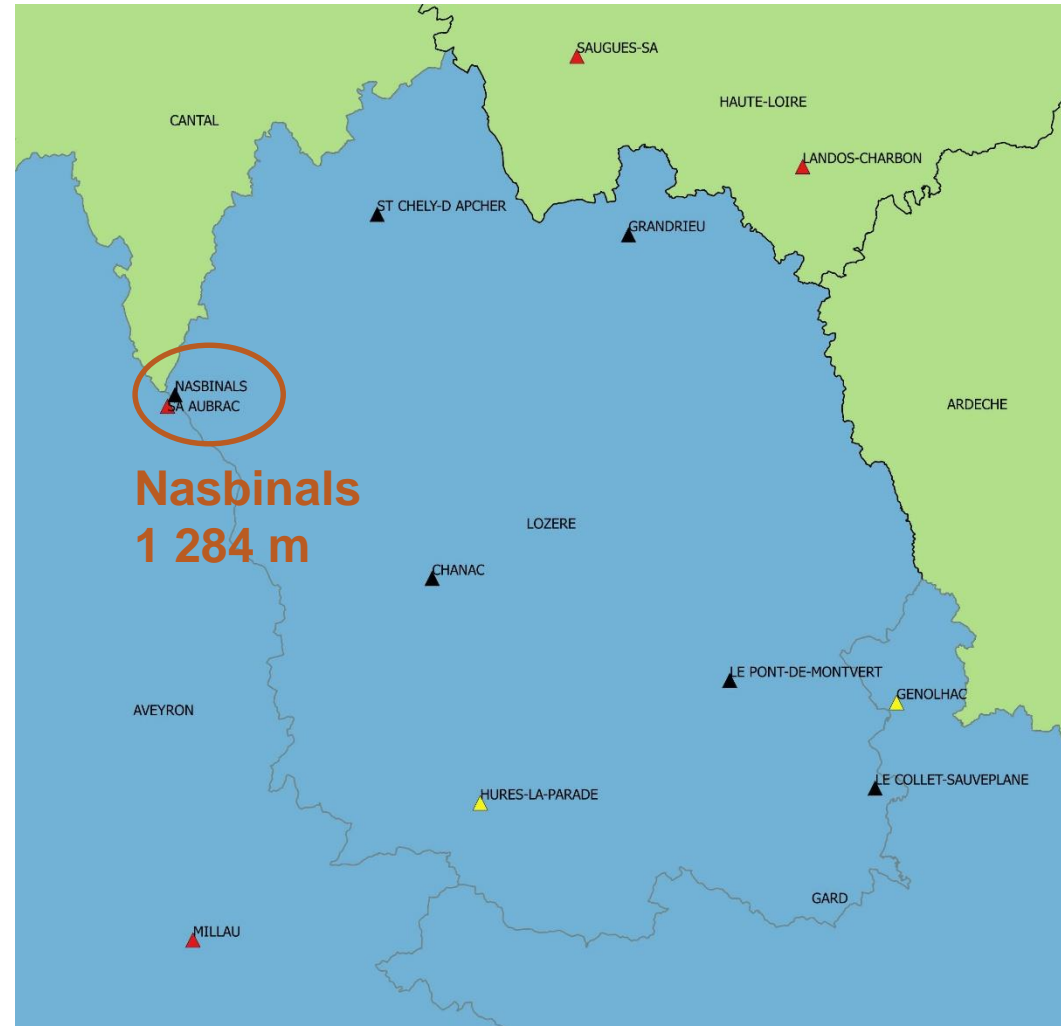 SAUGUES-SA
HAUTE-LOIRE
CANTAL
LANDOS-CHARBON
ST CHELY-D APCHER
GRANDRIEU
NASBINALS
SA AUBRAC
ARDECHE
Nasbinals
1 284 m
LOZERE
CHANAC
LE PONT-DE-MONTVERT
GENOLHAC
AVEYRON
LE COLLET-SAUVEPLANE
HURES-LA-PARADE
GARD
MILLAU